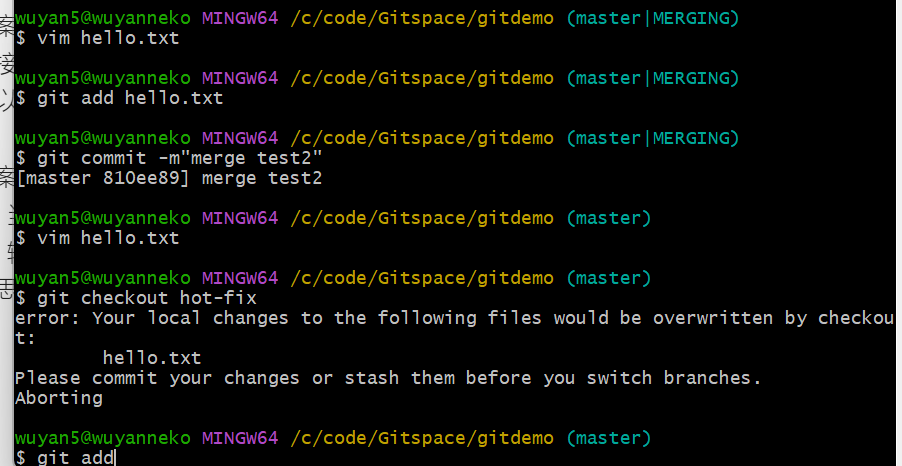 wuyan5@wuyanneko MINGW64 /c/code/Gitspace/gitdemo (master|MERGING)
$ vim hello.txt
wuyan5@wuyanneko MINGW64 /c/code/Gitspace/gitdemo (master|MERGING)
$ git add hello.txt
wuyan5@wuyanneko MINGW64 /c/code/Gitspace/gitdemo (master|MERGING)
$ git commit -m"merge test2"
[master 810ee89] merge test2
wuyan5@wuyanneko MINGW64 /c/code/Gitspace/gitdemo (master)
$ vim hello.txt
wuyan5@wuyanneko MINGW64 /c/code/Gitspace/gitdemo (master)
$ git checkout hot-fix
error: Your local changes to the following files would be overwritten by checkou
t:
hello.txt
Please commit your changes or stash them before you switch branches.
Aborting
wuyan5@wuyanneko MINGW64 /c/code/Gitspace/gitdemo (master)
$ git add